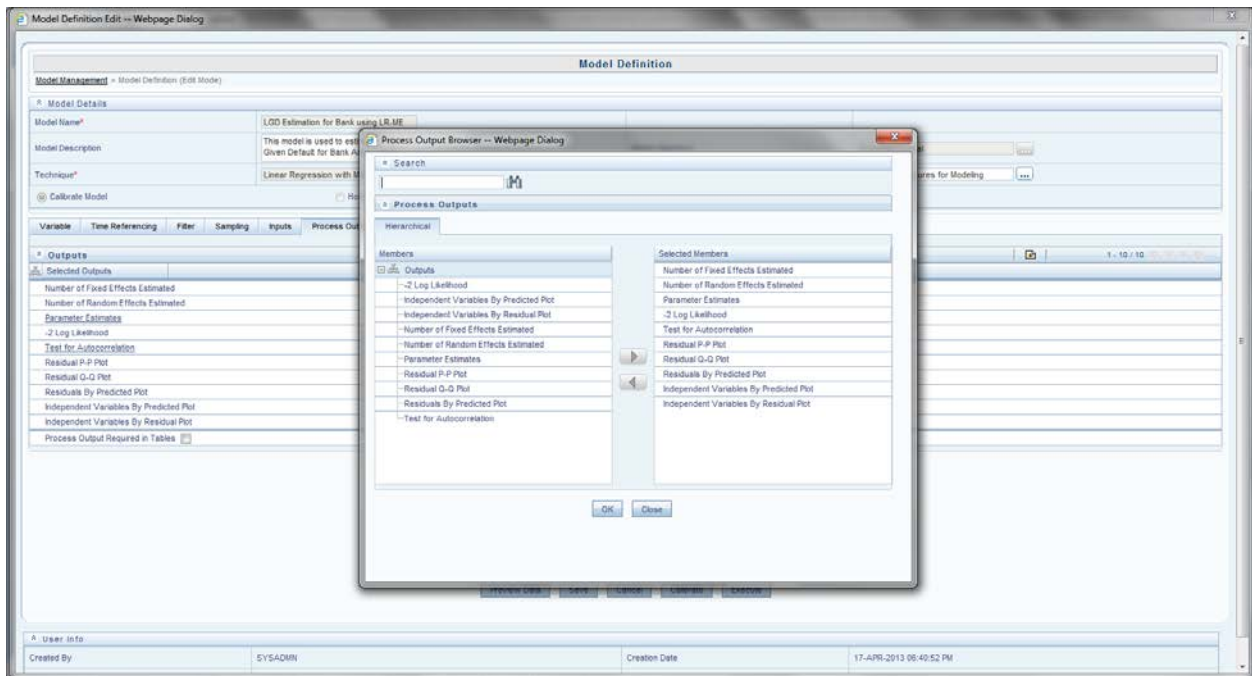 Model Definition Edit -- Webpage Dialog
Model Definition
Model Management » Model Definition (Edit Mode)
Model Details
Model Name*
LGD Estimation for Bank using LR-ME
Model Description
This model is used to esti
Given Default for Bank A
Technique*
Linear Regression with M
ures for Modeling
...
Calibrate Model
Variable Time Referencing Filter Sampling Inputs Process Out
Outputs
1 - 10 / 10
Selected Outputs
Number of Fixed Effects Estimated
Number of Random Effects Estimated
Parameter Estimates
-2 Log Likelihood
Test for Autocorrelation
Residual P-P Plot
Residual Q-Q Plot
Residuals By Predicted Plot
Independent Variables By Predicted Plot
Independent Variables By Residual Plot
Process Output Required in Tables
Process Output Browser -- Webpage Dialog
Search
Process Outputs
Hierarchical
Members
Outputs
-2 Log Likelihood
Independent Variables By Predicted Plot
Independent Variables By Residual Plot
Number of Fixed Effects Estimated
Number of Random Effects Estimated
Parameter Estimates
Residual P-P Plot
Residual Q-Q Plot
Residuals By Predicted Plot
Test for Autocorrelation
Selected Members
Number of Fixed Effects Estimated
Number of Random Effects Estimated
Parameter Estimates
-2 Log Likelihood
Test for Autocorrelation
Residual P-P Plot
Residual Q-Q Plot
Residuals By Predicted Plot
Independent Variables By Predicted Plot
Independent Variables By Residual Plot
OK Close
Preview Data Save Cancel Calibrate Execute
User Info
Created By
SYSADMN
Creation Date
17-APR-2013 06:40:52 PM